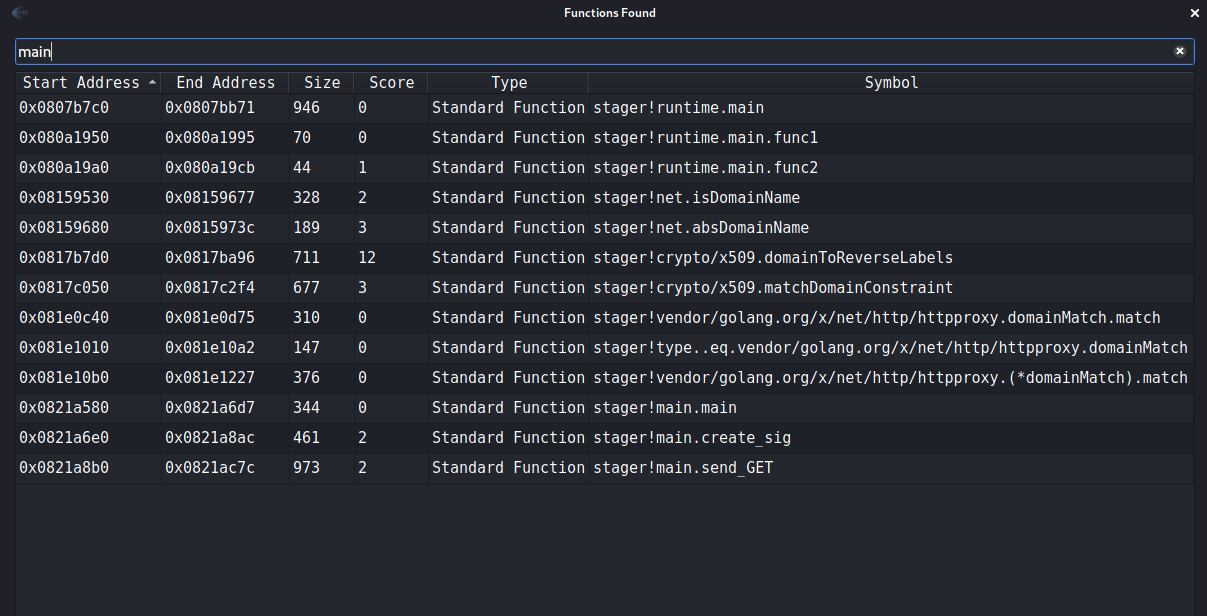 Functions Found
main
Start Address End Address Size Score Type Symbol
0x0807b7c0 0x0807bb71 946 0 Standard Function stager!runtime.main
0x080a1950 0x080a1995 70 0 Standard Function stager!runtime.main.func1
0x080a19a0 0x080a19cb 44 1 Standard Function stager!runtime.main.func2
0x08159530 0x08159677 328 2 Standard Function stager!net.isDomainName
0x08159680 0x0815973c 189 3 Standard Function stager!net.absDomainName
0x0817b7d0 0x0817ba96 711 12 Standard Function stager!crypto/x509.domainToReverseLabels
0x0817c050 0x0817c2f4 677 3 Standard Function stager!crypto/x509.matchDomainConstraint
0x081e0c40 0x081e0d75 310 0 Standard Function stager!vendor/golang.org/x/net/http/httpproxy.domainMatch.match
0x081e1010 0x081e10a2 147 0 Standard Function stager!type..eq.vendor/golang.org/x/net/http/httpproxy.domainMatch
0x081e10b0 0x081e1227 376 0 Standard Function stager!vendor/golang.org/x/net/http/httpproxy.(*domainMatch).match
0x0821a580 0x0821a6d7 344 0 Standard Function stager!main.main
0x0821a6e0 0x0821a8ac 461 2 Standard Function stager!main.create_sig
0x0821a8b0 0x0821ac7c 973 2 Standard Function stager!main.send_GET